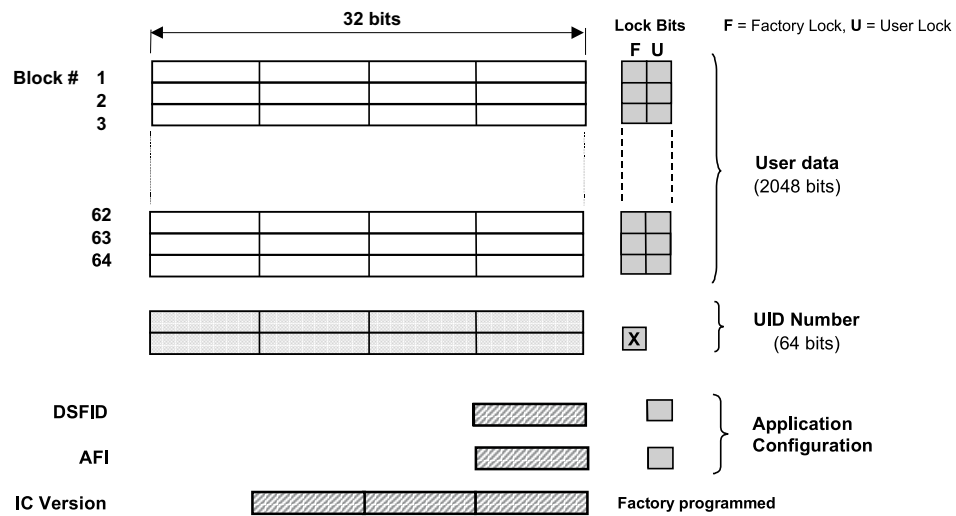 32 bits
Lock Bits
F = Factory Lock, U = User Lock
F U
Block # 1
2
3
User data
(2048 bits)
62
63
64
UID Number
(64 bits)
X
DSFID
Application
Configuration
AFI
IC Version
Factory programmed